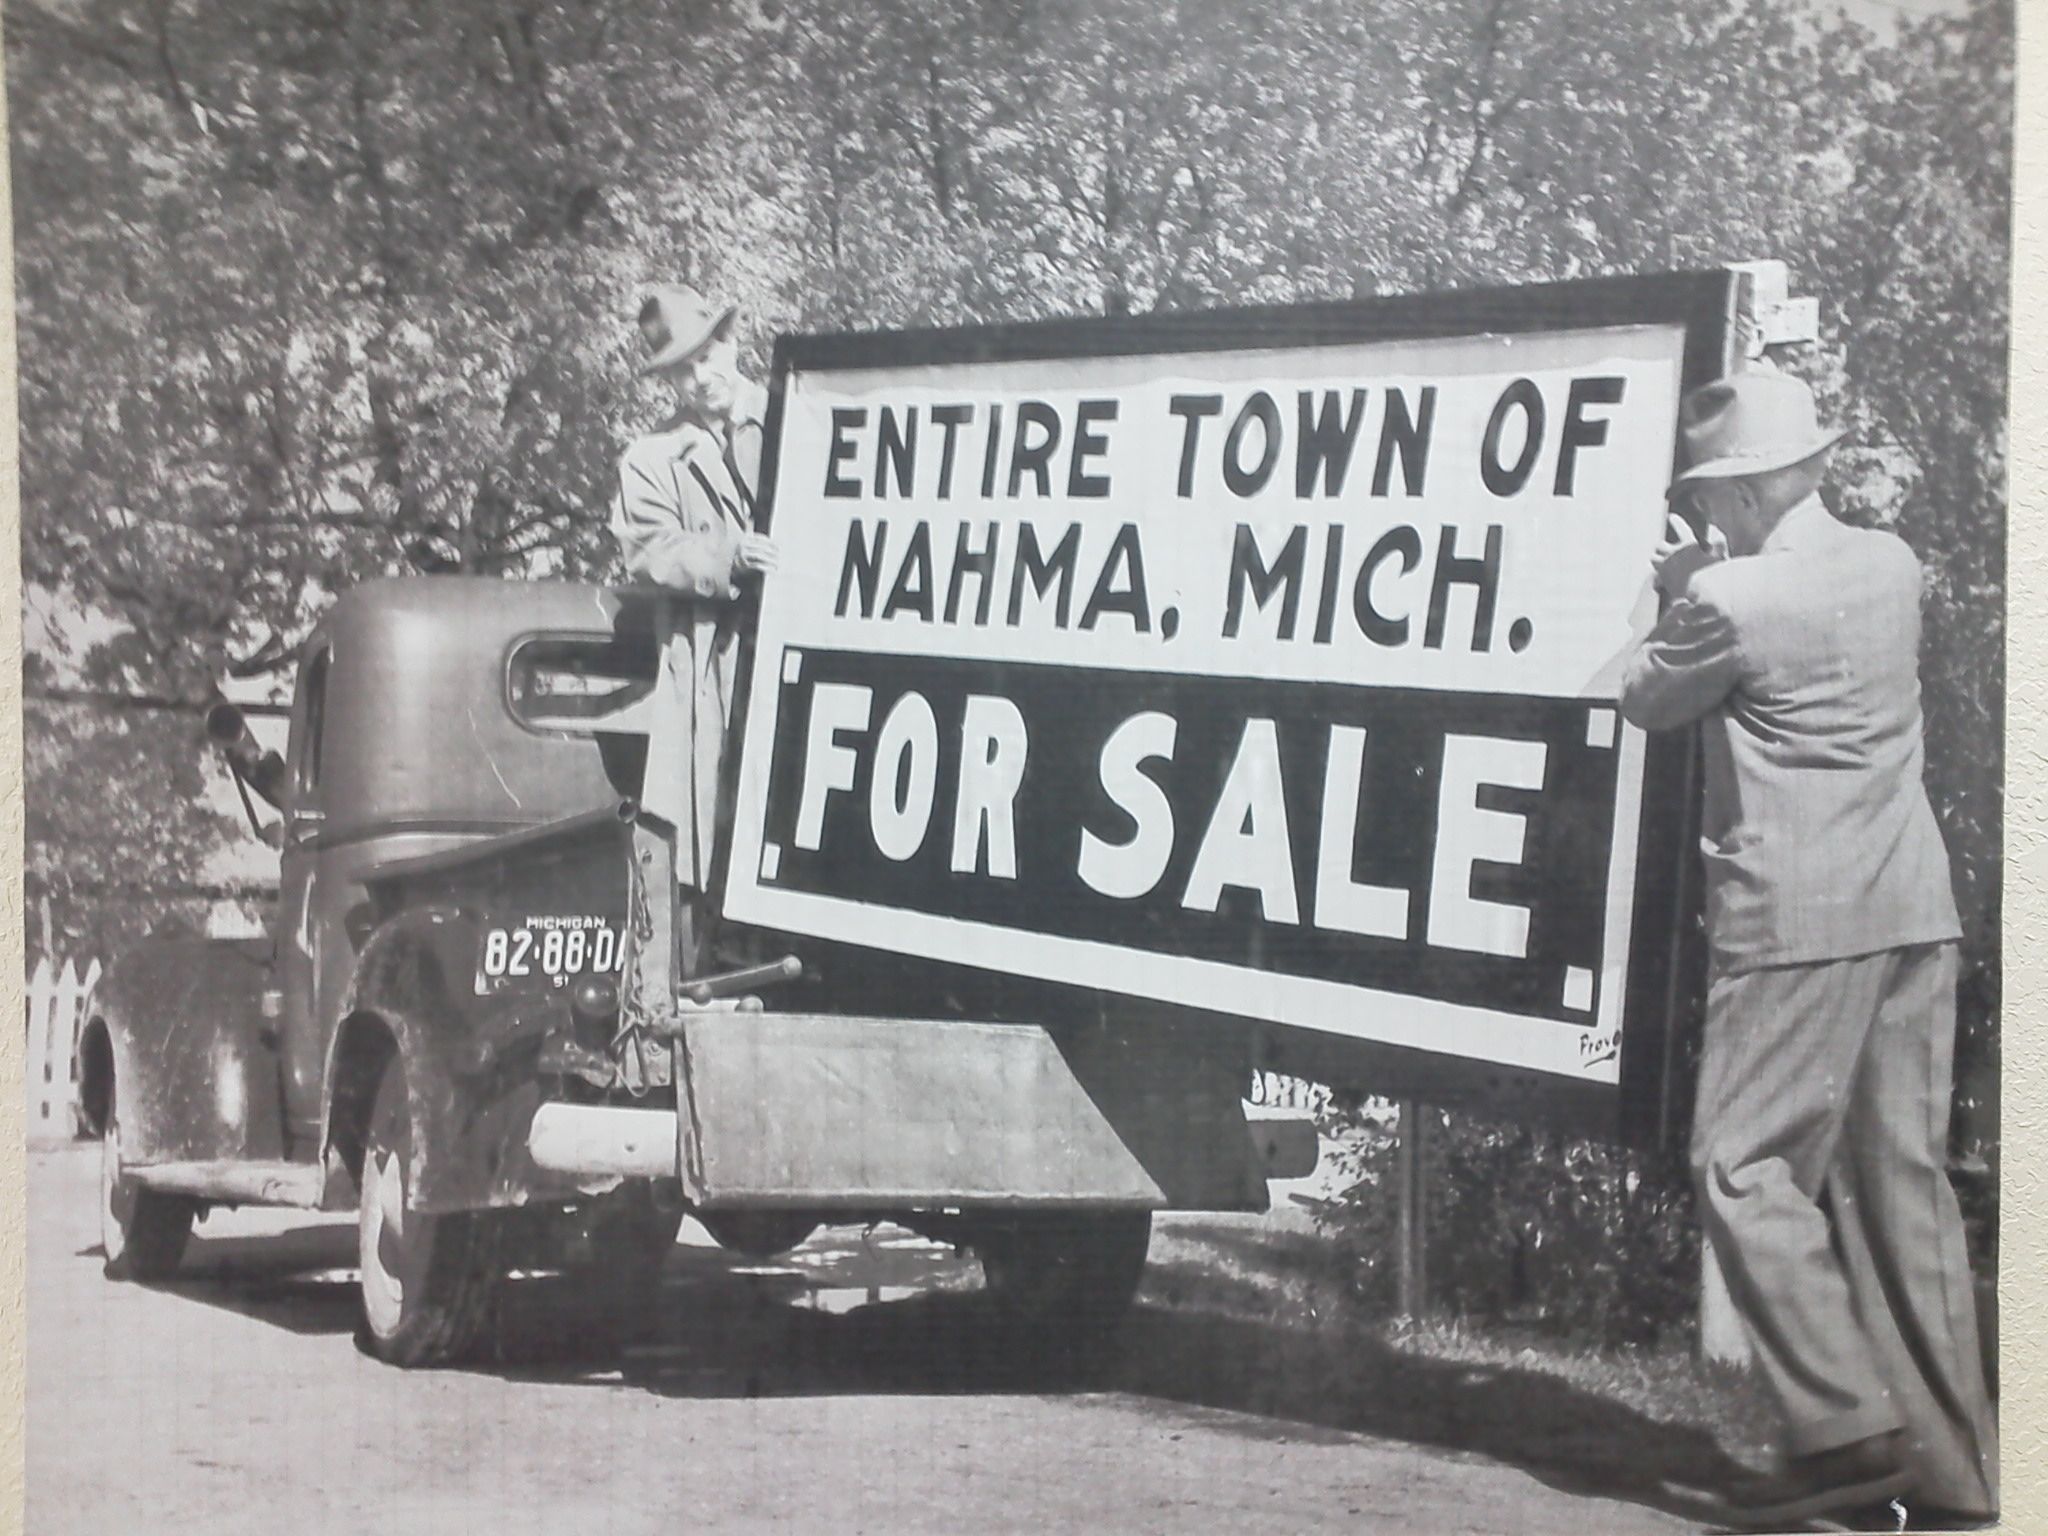 ENTIRE TOWN OF
NAHMA, MICH.
FOR SALE
MICHIGAN
82·88·DA
51